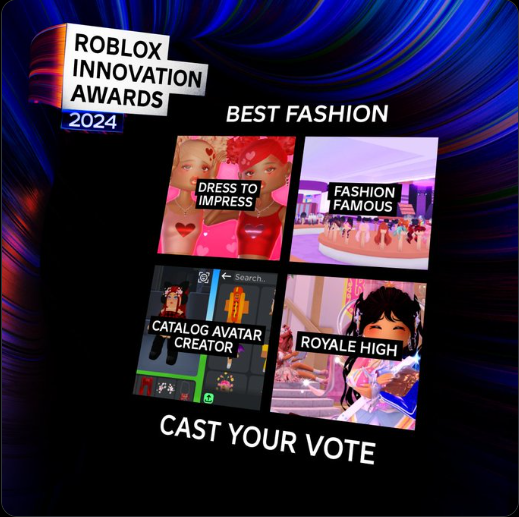 ROBLOX
INNOVATION
AWARDS
2024
BEST FASHION
DRESS TO
IMPRESS
FASHION
FAMOUS
Search..
CATALOG AVATAR
CREATOR
ROYALE HIGH
CAST YOUR VOTE